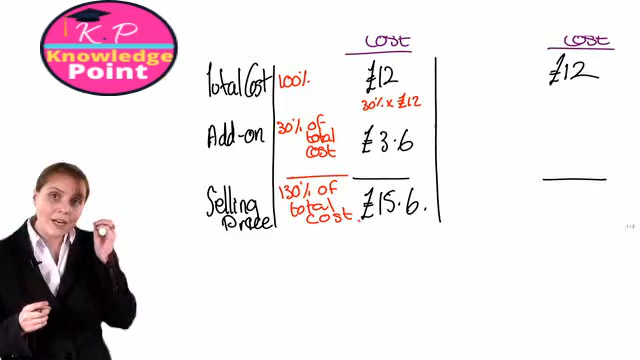 K.P
Knowledge
Point
COST
COST
Total Cost 100% £12 £12
30% x £12
Add-on 30% of total cost £3.6
Selling Price 130% of total cost. £15.6.